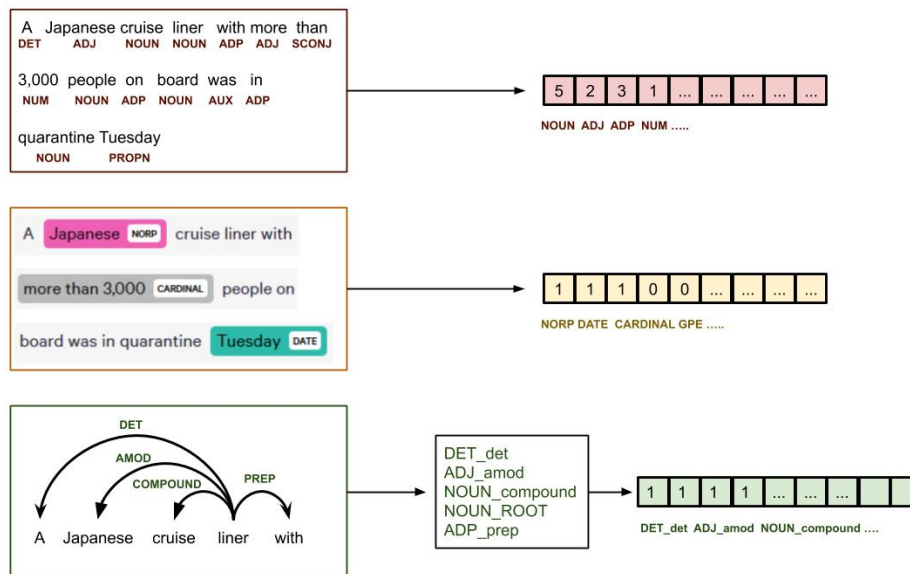 A Japanese cruise liner with more than
DET ADJ NOUN NOUN ADP ADJ SCONJ
3,000 people on board was in
NUM NOUN ADP NOUN AUX ADP
quarantine Tuesday
NOUN PROPN
5 2 3 1 ... ... ... ... ...
NOUN ADJ ADP NUM .....
A Japanese NORP cruise liner with
more than 3,000 CARDINAL people on
board was in quarantine Tuesday DATE
1 1 1 0 0 ... ... ... ...
NORP DATE CARDINAL GPE .....
DET
AMOD
COMPOUND PREP
A Japanese cruise liner with
DET_det
ADJ_amod
NOUN_compound
NOUN_ROOT
ADP_prep
1 1 1 1 ... ... ...
DET_det ADJ_amod NOUN_compound ....